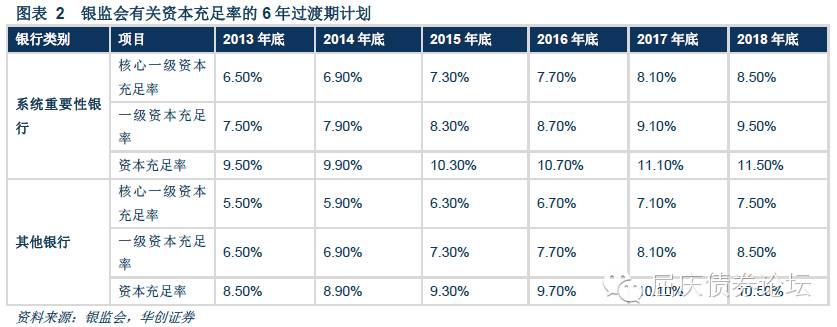 图表 2 银监会有关资本充足率的 6 年过渡期计划
银行类别 项目 2013 年底 2014 年底 2015 年底 2016 年底 2017 年底 2018 年底
系统重要性银行
核心一级资本充足率 6.50% 6.90% 7.30% 7.70% 8.10% 8.50%
一级资本充足率 7.50% 7.90% 8.30% 8.70% 9.10% 9.50%
资本充足率 9.50% 9.90% 10.30% 10.70% 11.10% 11.50%
其他银行
核心一级资本充足率 5.50% 5.90% 6.30% 6.70% 7.10% 7.50%
一级资本充足率 6.50% 6.90% 7.30% 7.70% 8.10% 8.50%
资本充足率 8.50% 8.90% 9.30% 9.70% 10.10% 10.50%
屈庆债券论坛
资料来源：银监会，华创证券